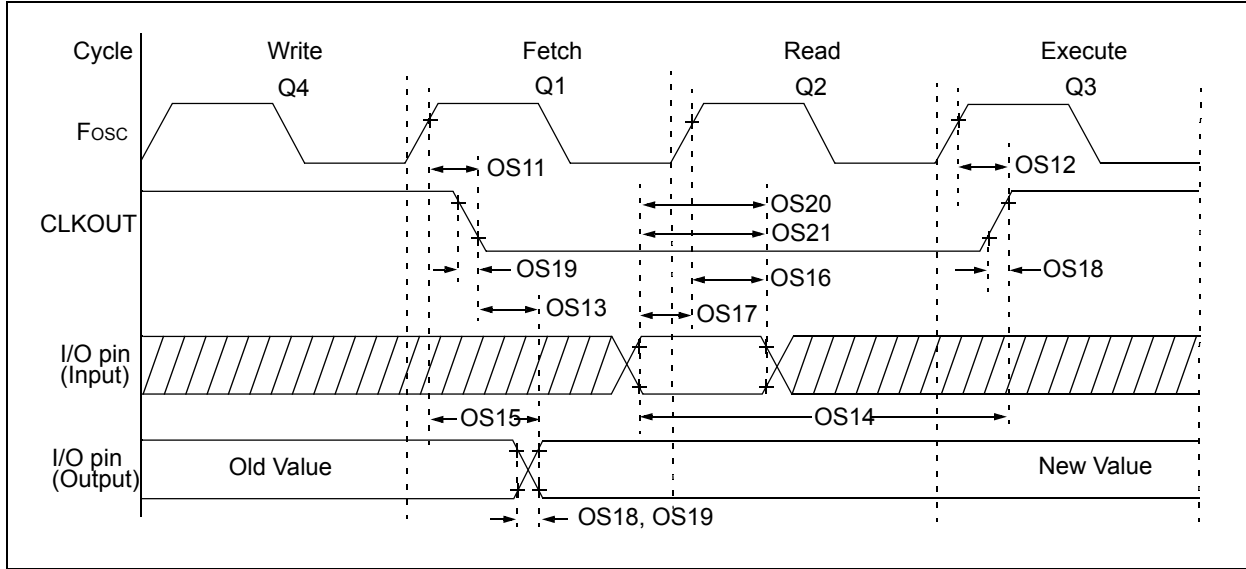 Cycle Write Fetch Read Execute
Q4 Q1 Q2 Q3
Fosc
OS11 OS12
OS20
CLKOUT
OS21
OS19 OS16 OS18
OS13 OS17
I/O pin
(Input)
OS15 OS14
I/O pin
(Output)
Old Value New Value
OS18, OS19